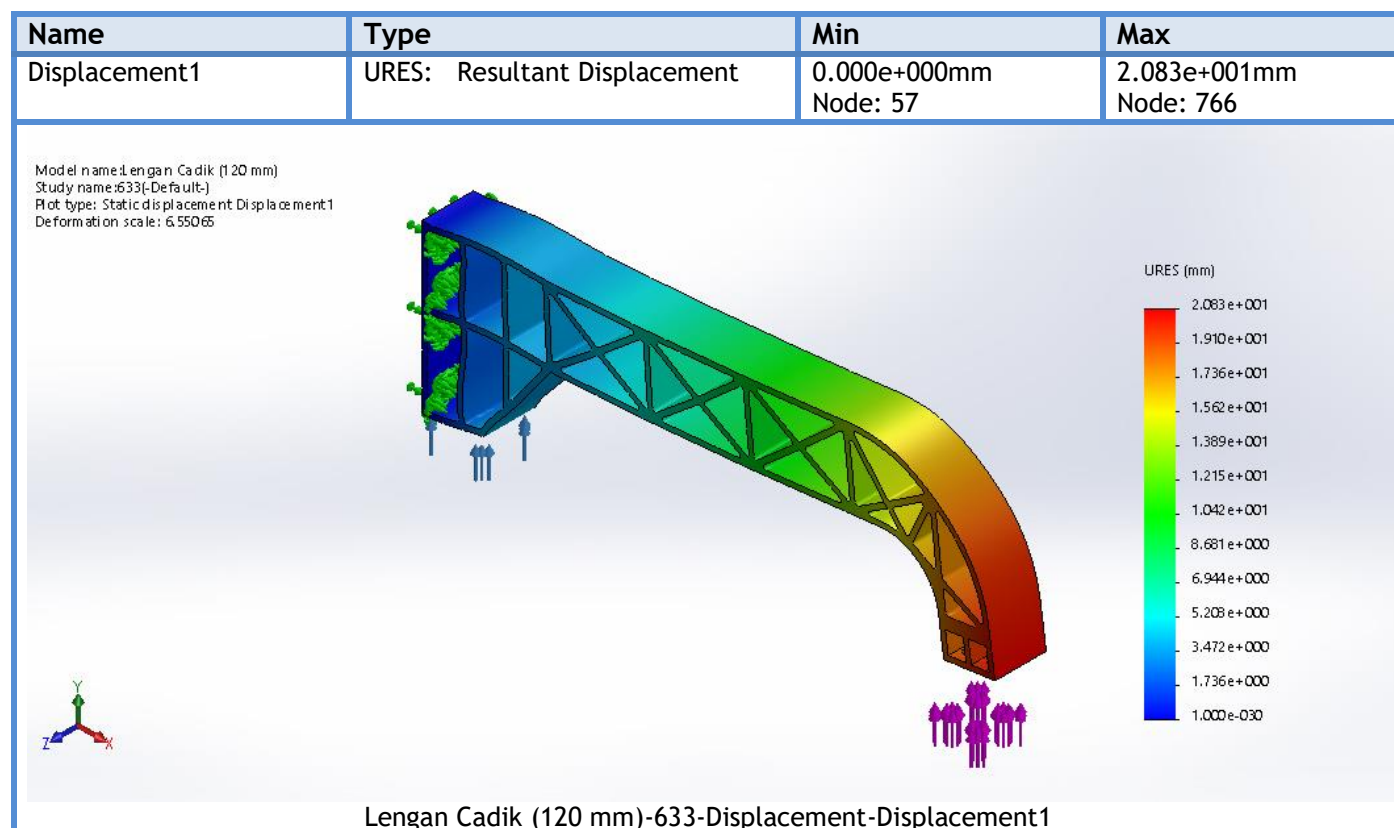 Name Type Min Max
Displacement1 URES: Resultant Displacement 0.000e+000mm 2.083e+001mm
Node: 57 Node: 766
Model name:Lengan Cadik (120 mm)
Study name:633(-Default-)
Plot type: Static displacement Displacement1
Deformation scale: 6.55065
URES (mm)
2.083e+001
1.910e+001
1.736e+001
1.562e+001
1.389e+001
1.215e+001
1.042e+001
8.681e+000
6.944e+000
5.208e+000
3.472e+000
1.736e+000
1.000e-030
Y
Z X
Lengan Cadik (120 mm)-633-Displacement-Displacement1